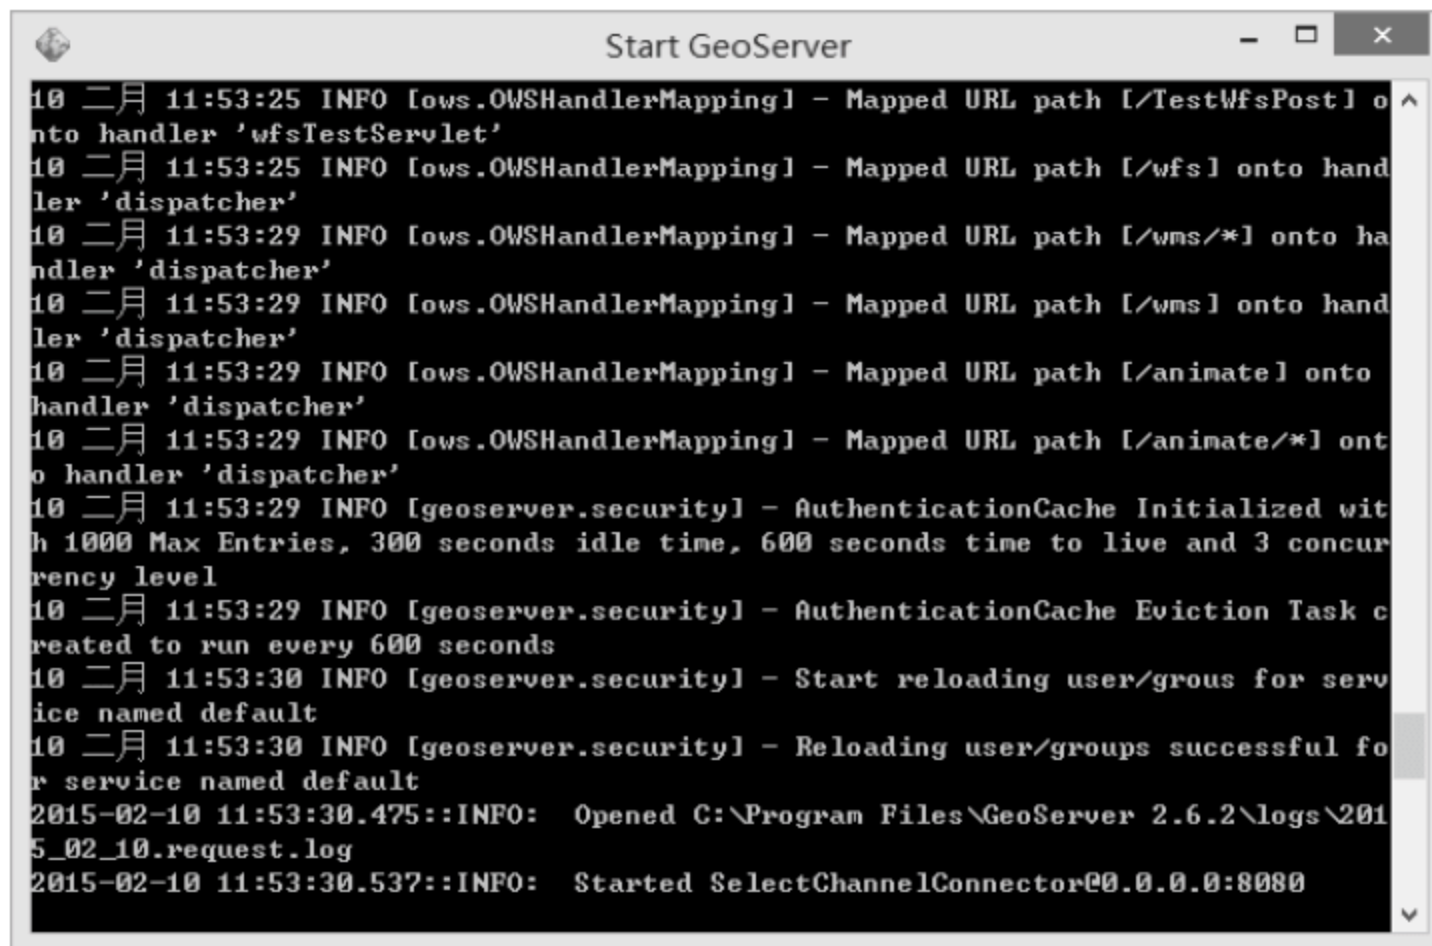 Start GeoServer
10 二月 11:53:25 INFO [ows.OWSHandlerMapping] - Mapped URL path [/TestWfsPost] o
nto handler 'wfsTestServlet'
10 二月 11:53:25 INFO [ows.OWSHandlerMapping] - Mapped URL path [/wfs] onto hand
ler 'dispatcher'
10 二月 11:53:29 INFO [ows.OWSHandlerMapping] - Mapped URL path [/wms/*] onto ha
ndler 'dispatcher'
10 二月 11:53:29 INFO [ows.OWSHandlerMapping] - Mapped URL path [/wms] onto hand
ler 'dispatcher'
10 二月 11:53:29 INFO [ows.OWSHandlerMapping] - Mapped URL path [/animate] onto
handler 'dispatcher'
10 二月 11:53:29 INFO [ows.OWSHandlerMapping] - Mapped URL path [/animate/*] ont
o handler 'dispatcher'
10 二月 11:53:29 INFO [geoserver.security] - AuthenticationCache Initialized wit
h 1000 Max Entries, 300 seconds idle time, 600 seconds time to live and 3 concur
rency level
10 二月 11:53:29 INFO [geoserver.security] - AuthenticationCache Eviction Task c
reated to run every 600 seconds
10 二月 11:53:30 INFO [geoserver.security] - Start reloading user/grous for serv
ice named default
10 二月 11:53:30 INFO [geoserver.security] - Reloading user/groups successful fo
r service named default
2015-02-10 11:53:30.475::INFO:  Opened C:\Program Files\GeoServer 2.6.2\logs\201
5_02_10.request.log
2015-02-10 11:53:30.537::INFO:  Started SelectChannelConnector@0.0.0.0:8080